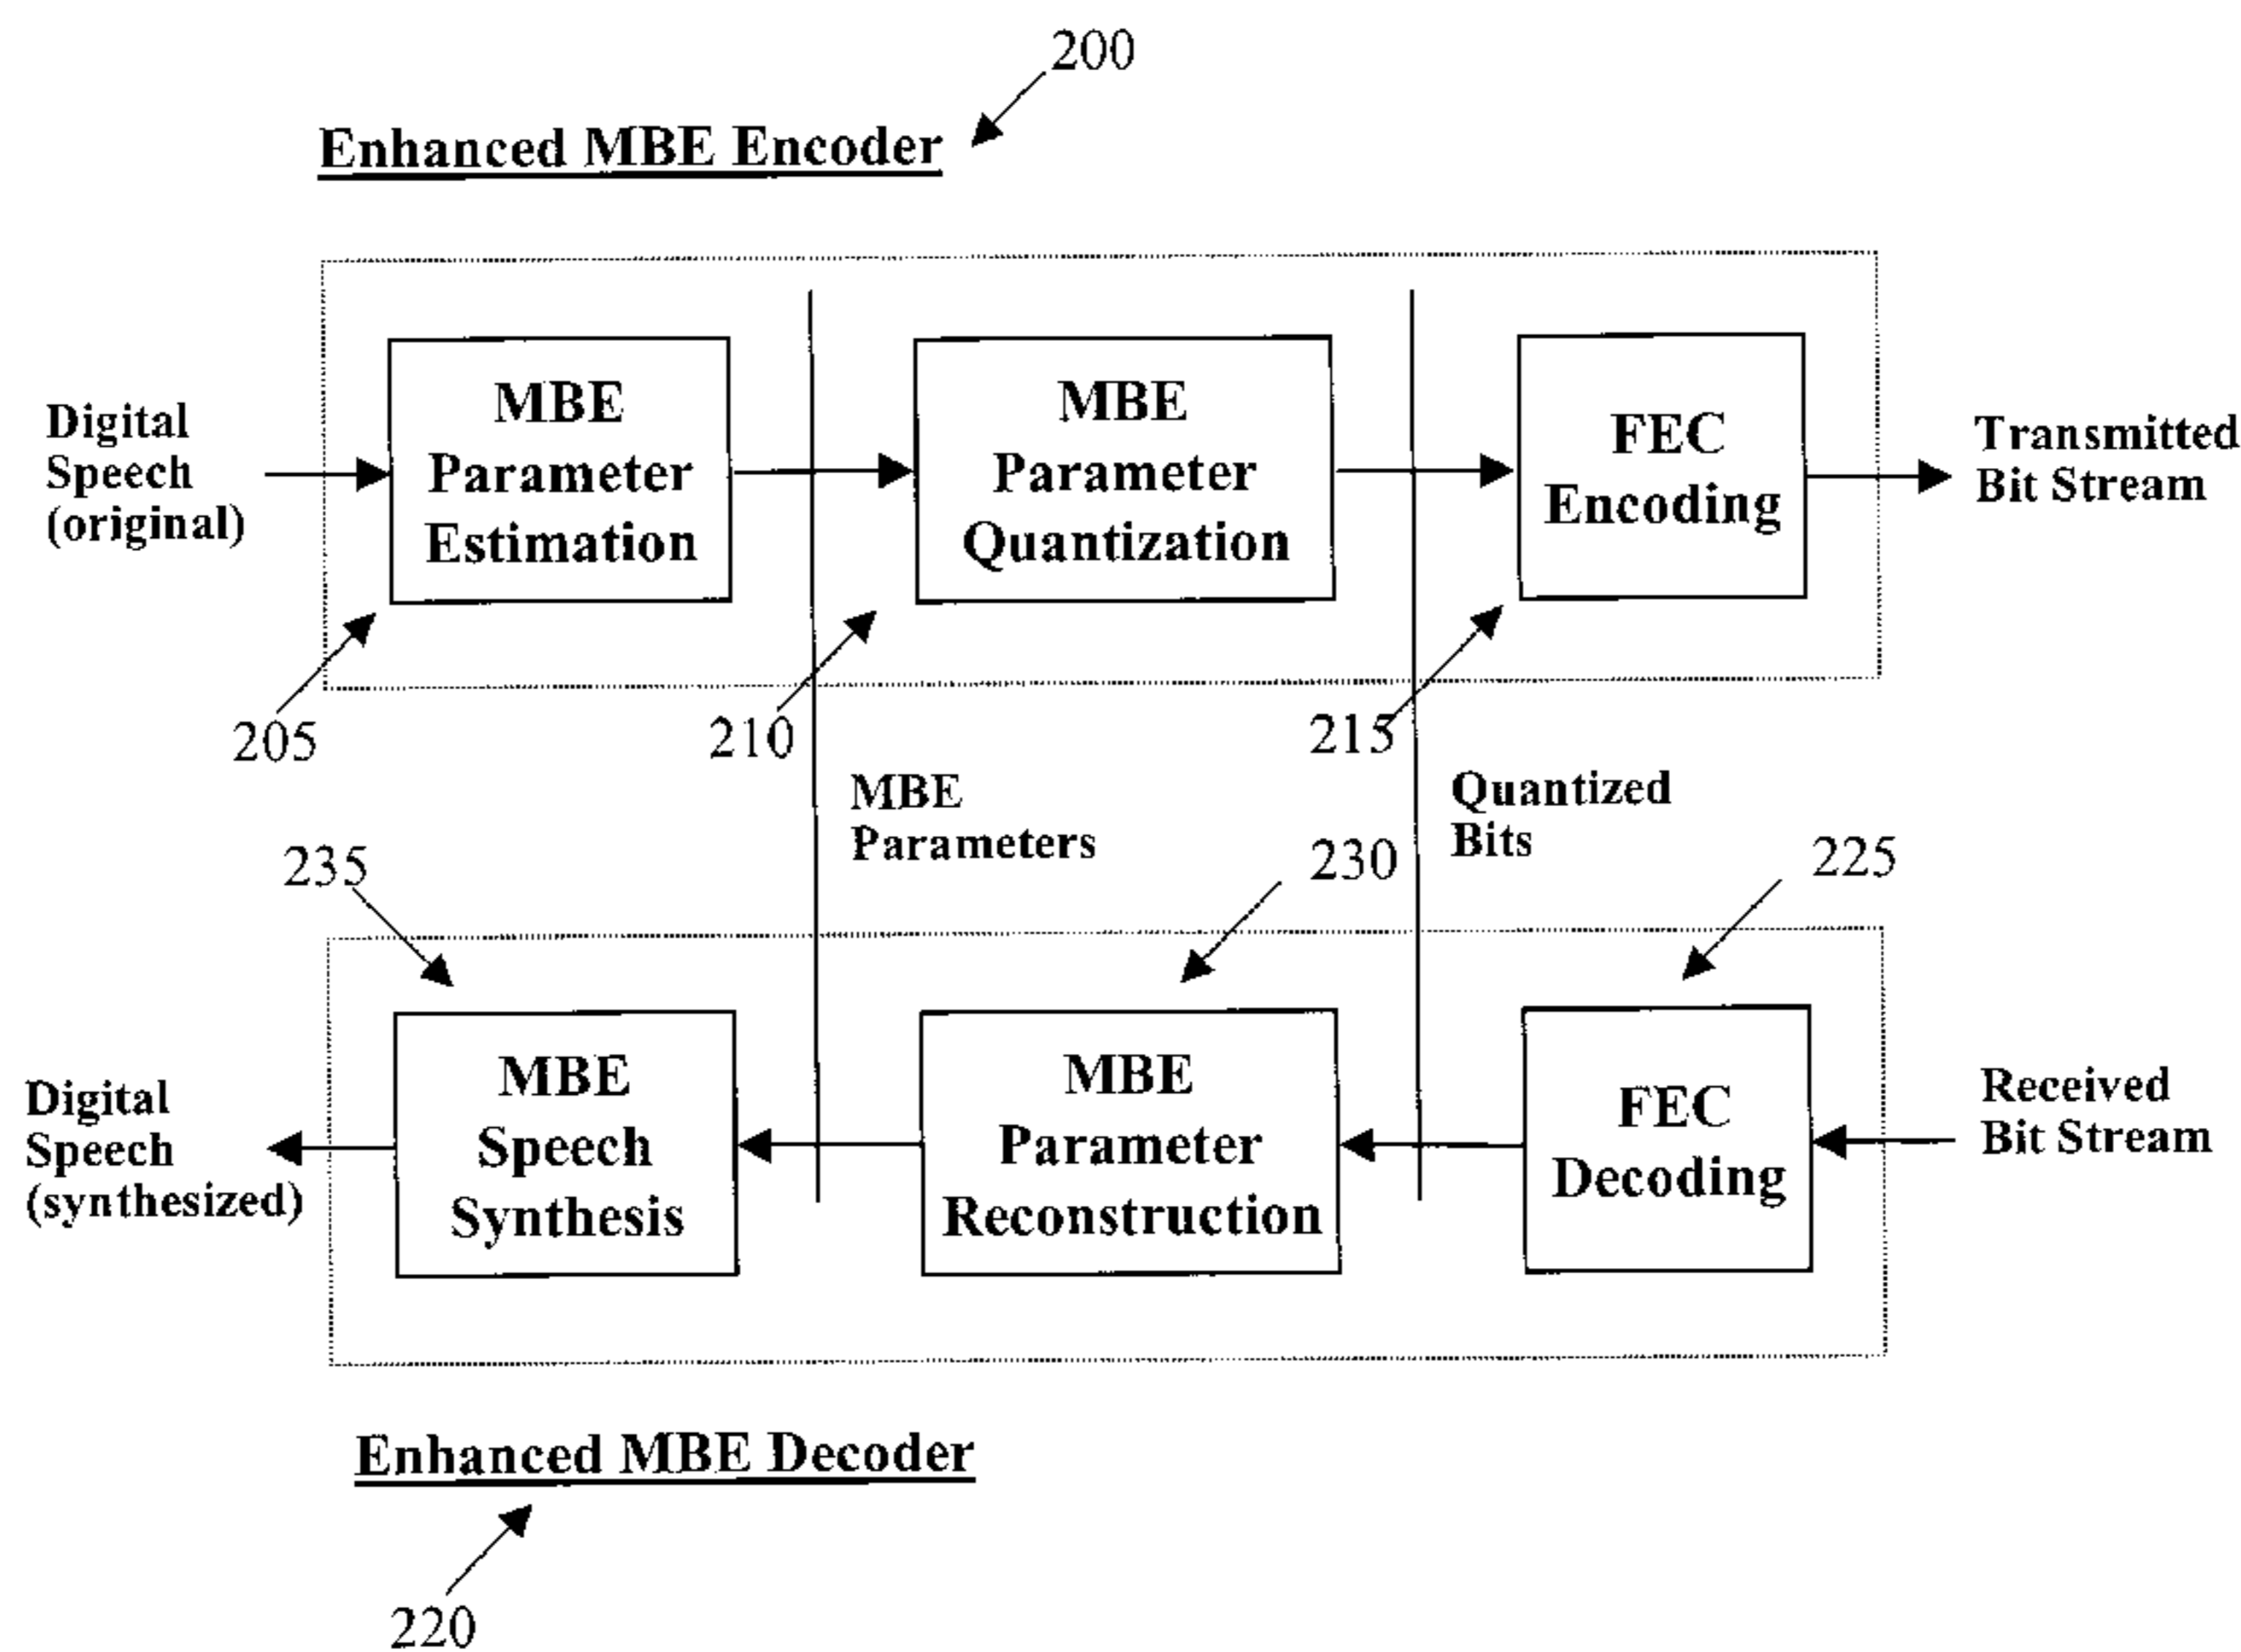 200
Enhanced MBE Encoder
Digital
Speech
(original)
MBE
Parameter
Estimation
MBE
Parameter
Quantization
FEC
Encoding
Transmitted
Bit Stream
205
210
215
MBE
Parameters
Quantized
Bits
235
230
225
Digital
Speech
(synthesized)
MBE
Speech
Synthesis
MBE
Parameter
Reconstruction
FEC
Decoding
Received
Bit Stream
Enhanced MBE Decoder
220